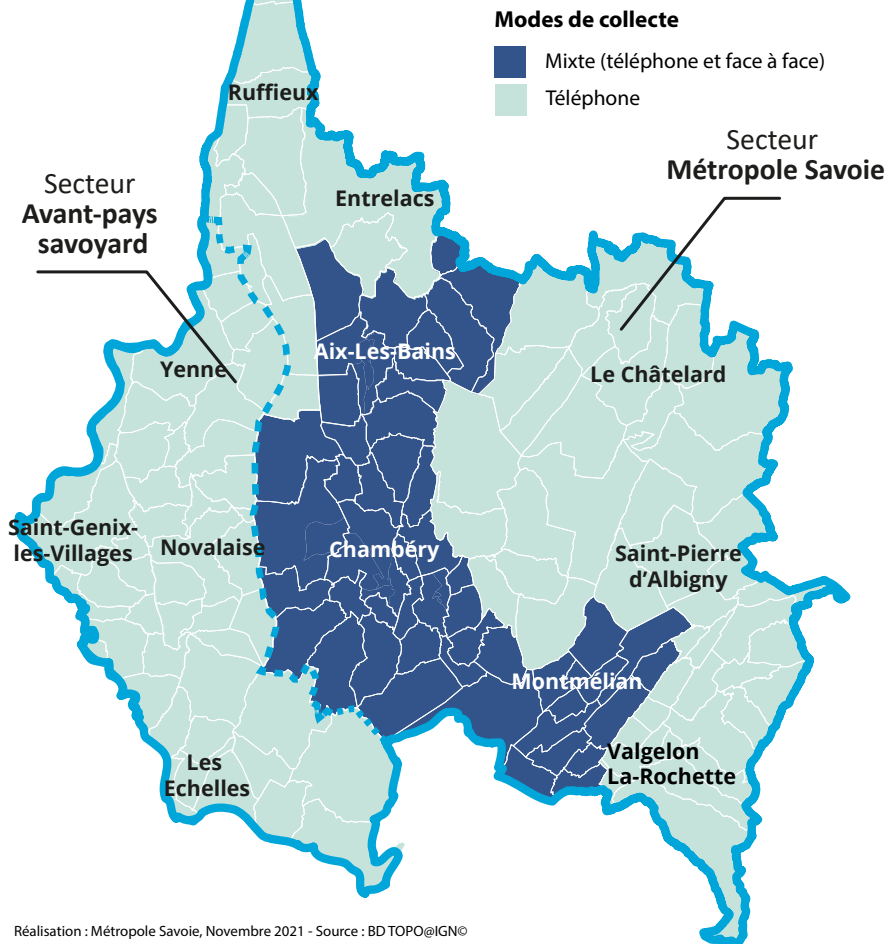 Modes de collecte
Mixte (téléphone et face à face)
Téléphone
Ruffieux
Secteur
Métropole Savoie
Secteur
Avant-pays
savoyard
Entrelacs
Aix-Les-Bains
Yenne
Le Châtelard
Saint-Genix-
les-Villages
Novalaise
Chambéry
Saint-Pierre
d'Albigny
Montmélian
Les
Echelles
Valgelon
La-Rochette
Réalisation : Métropole Savoie, Novembre 2021 - Source : BD TOPO@IGN©